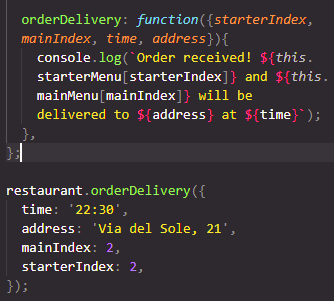 orderDelivery: function({starterIndex,
mainIndex, time, address}){
console.log(`Order received! ${this.
starterMenu[starterIndex]} and ${this.
mainMenu[mainIndex]} will be
delivered to ${address} at ${time}`);
},
};
restaurant.orderDelivery({
time: '22:30',
address: 'Via del Sole, 21',
mainIndex: 2,
starterIndex: 2,
});